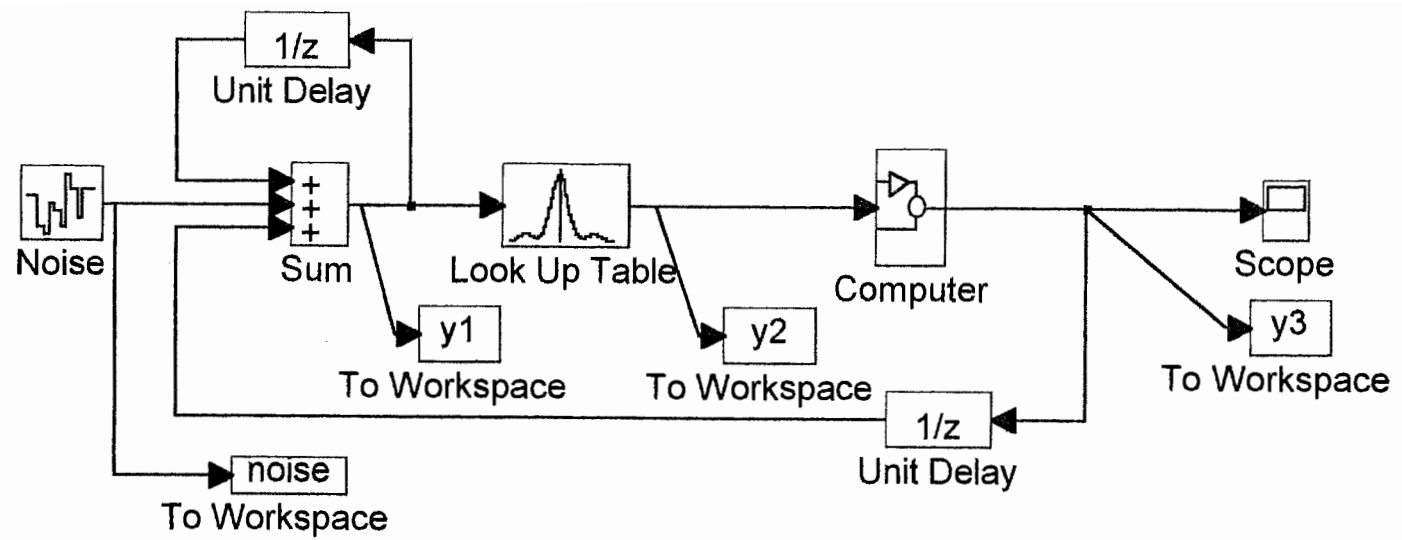 1/z
Unit Delay
+
+
+
Noise
Sum
Look Up Table
Computer
Scope
y1
To Workspace
y2
To Workspace
y3
To Workspace
1/z
Unit Delay
noise
To Workspace